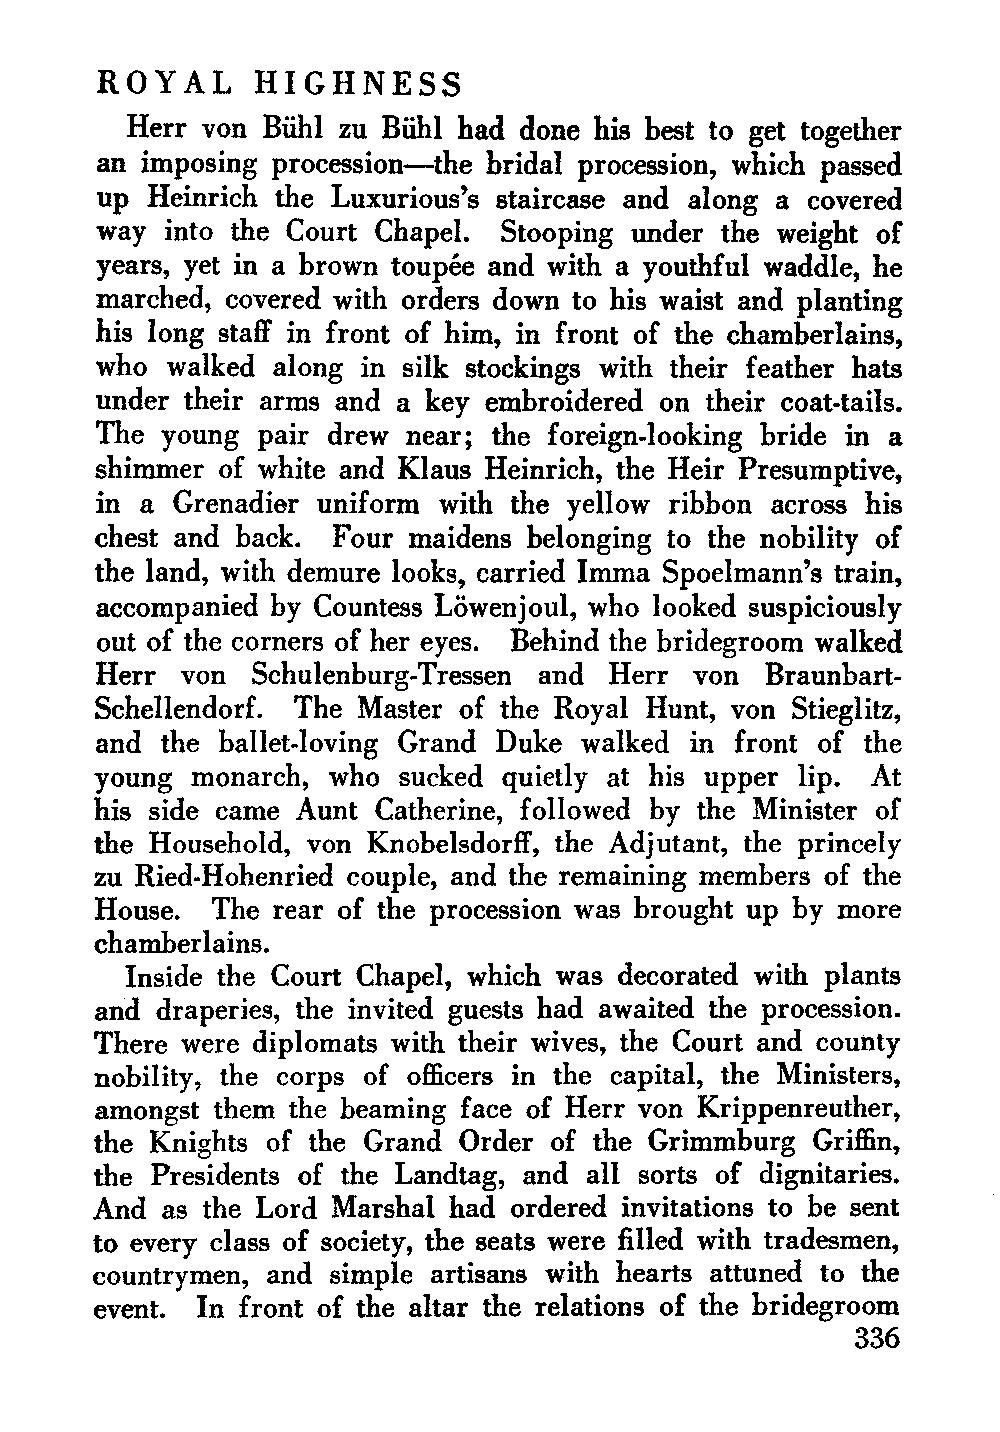 ROYAL HIGHNESS
Herr von Bühl zu Bühl had done his best to get together
an imposing procession—the bridal procession, which passed
up Heinrich the Luxurious's staircase and along a covered
way into the Court Chapel. Stooping under the weight of
years, yet in a brown toupée and with a youthful waddle, he
marched, covered with orders down to his waist and planting
his long staff in front of him, in front of the chamberlains,
who walked along in silk stockings with their feather hats
under their arms and a key embroidered on their coat-tails.
The young pair drew near; the foreign-looking bride in a
shimmer of white and Klaus Heinrich, the Heir Presumptive,
in a Grenadier uniform with the yellow ribbon across his
chest and back. Four maidens belonging to the nobility of
the land, with demure looks, carried Imma Spoelmann's train,
accompanied by Countess Löwenjoul, who looked suspiciously
out of the corners of her eyes. Behind the bridegroom walked
Herr von Schulenburg-Tressen and Herr von Braunbart-
Schellendorf. The Master of the Royal Hunt, von Stieglitz,
and the ballet-loving Grand Duke walked in front of the
young monarch, who sucked quietly at his upper lip. At
his side came Aunt Catherine, followed by the Minister of
the Household, von Knobelsdorff, the Adjutant, the princely
zu Ried-Hohenried couple, and the remaining members of the
House. The rear of the procession was brought up by more
chamberlains.
Inside the Court Chapel, which was decorated with plants
and draperies, the invited guests had awaited the procession.
There were diplomats with their wives, the Court and county
nobility, the corps of officers in the capital, the Ministers,
amongst them the beaming face of Herr von Krippenreuther,
the Knights of the Grand Order of the Grimmburg Griffin,
the Presidents of the Landtag, and all sorts of dignitaries.
And as the Lord Marshal had ordered invitations to be sent
to every class of society, the seats were filled with tradesmen,
countrymen, and simple artisans with hearts attuned to the
event. In front of the altar the relations of the bridegroom
336